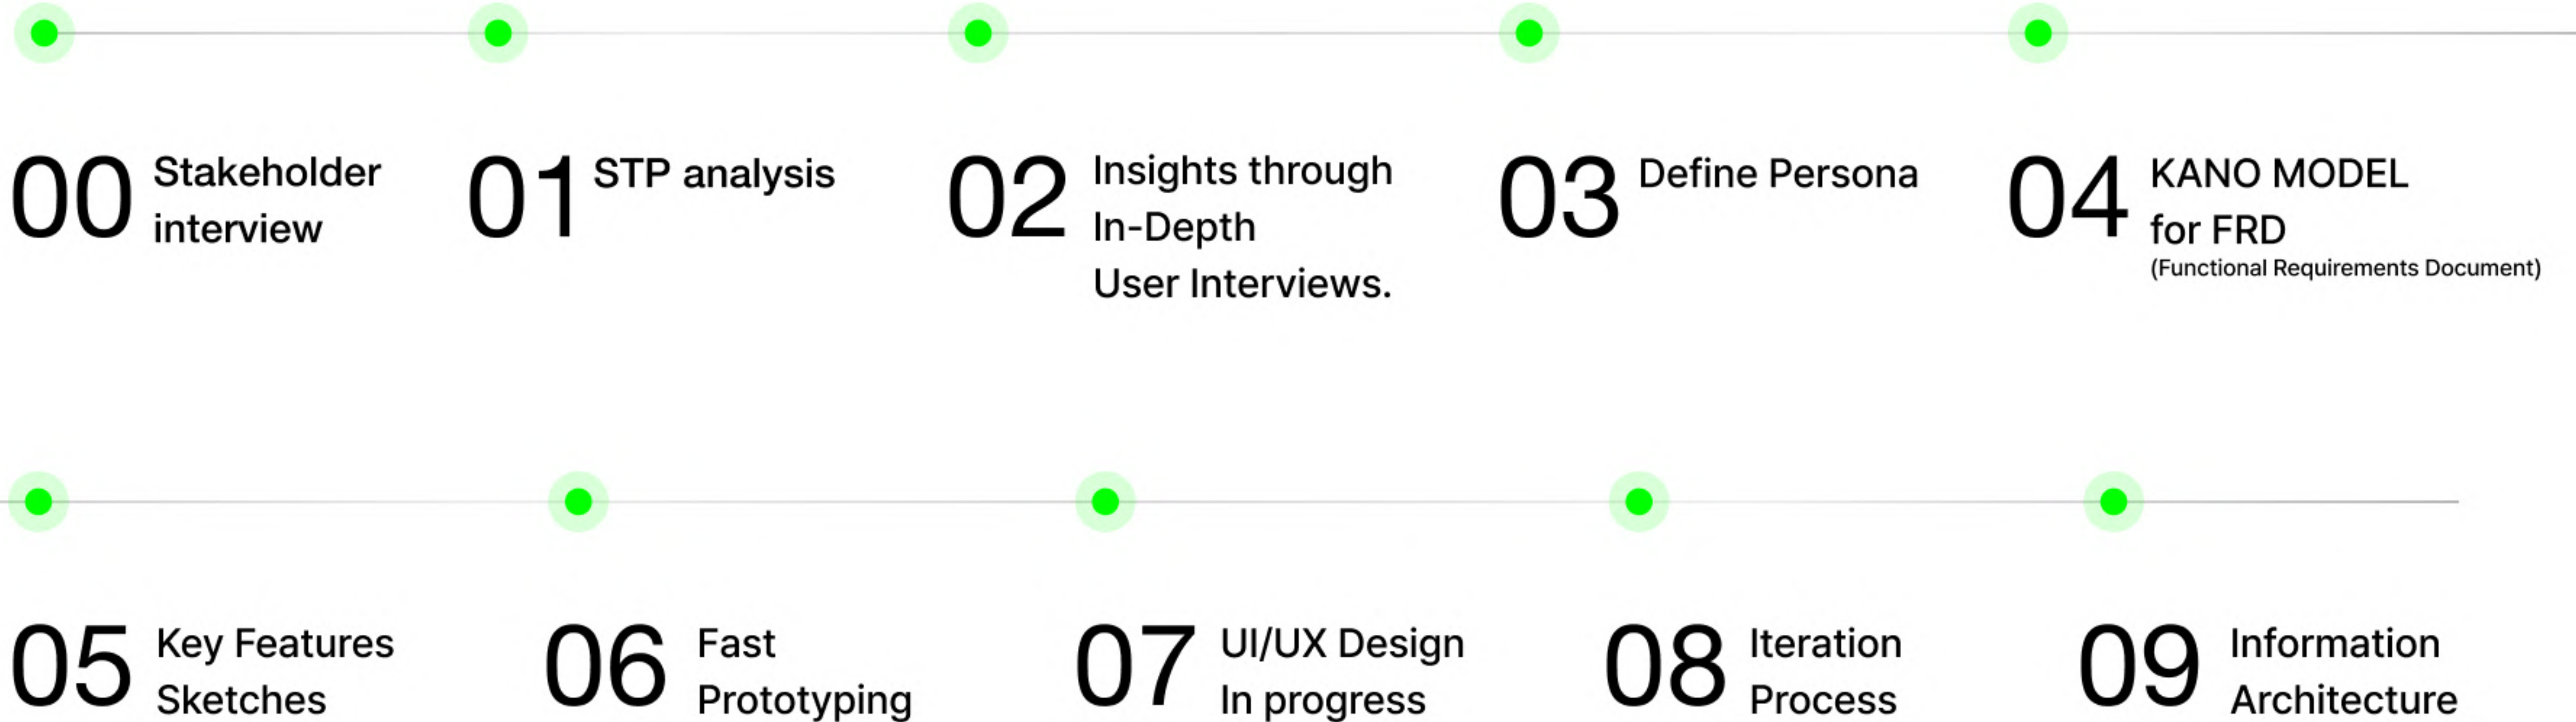 00 Stakeholder
interview
01 STP analysis
02 Insights through
In-Depth
User Interviews.
03 Define Persona
04 KANO MODEL
for FRD
(Functional Requirements Document)
05 Key Features
Sketches
06 Fast
Prototyping
07 UI/UX Design
In progress
08 Iteration
Process
09 Information
Architecture